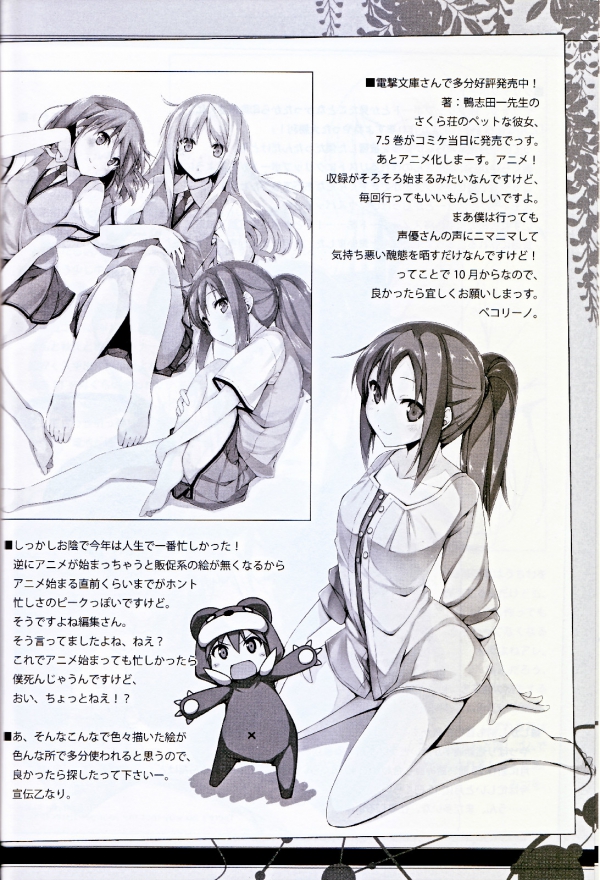 ■電撃文庫さんで多分好評発売中！
著：鴨志田一先生の
さくら荘のペットな彼女、
7.5 巻がコミケ当日に発売でっす。
あとアニメ化しまーす。アニメ！
収録がそろそろ始まるみたいなんですけど、
毎回行ってもいいもんらしいですよ。
まあ僕は行っても
声優さんの声にニマニマして
気持ち悪い醜態を晒すだけなんですけど！
ってことで 10 月からなので、
良かったら宜しくお願いしまっす。
ペコリーノ。
■しっかしお陰で今年は人生で一番忙しかった！
逆にアニメが始まっちゃうと販促系の絵が無くなるから
アニメ始まる直前くらいまでがホント
忙しさのピークっぽいですけど。
そうですよね編集さん。
そう言ってましたよね、ねえ？
これでアニメ始まっても忙しかったら
僕死んじゃうんですけど、
おい、ちょっとねえ！？
■あ、そんなこんなで色々描いた絵が
色んな所で多分使われると思うので、
良かったら探したって下さいー。
宣伝乙なり。